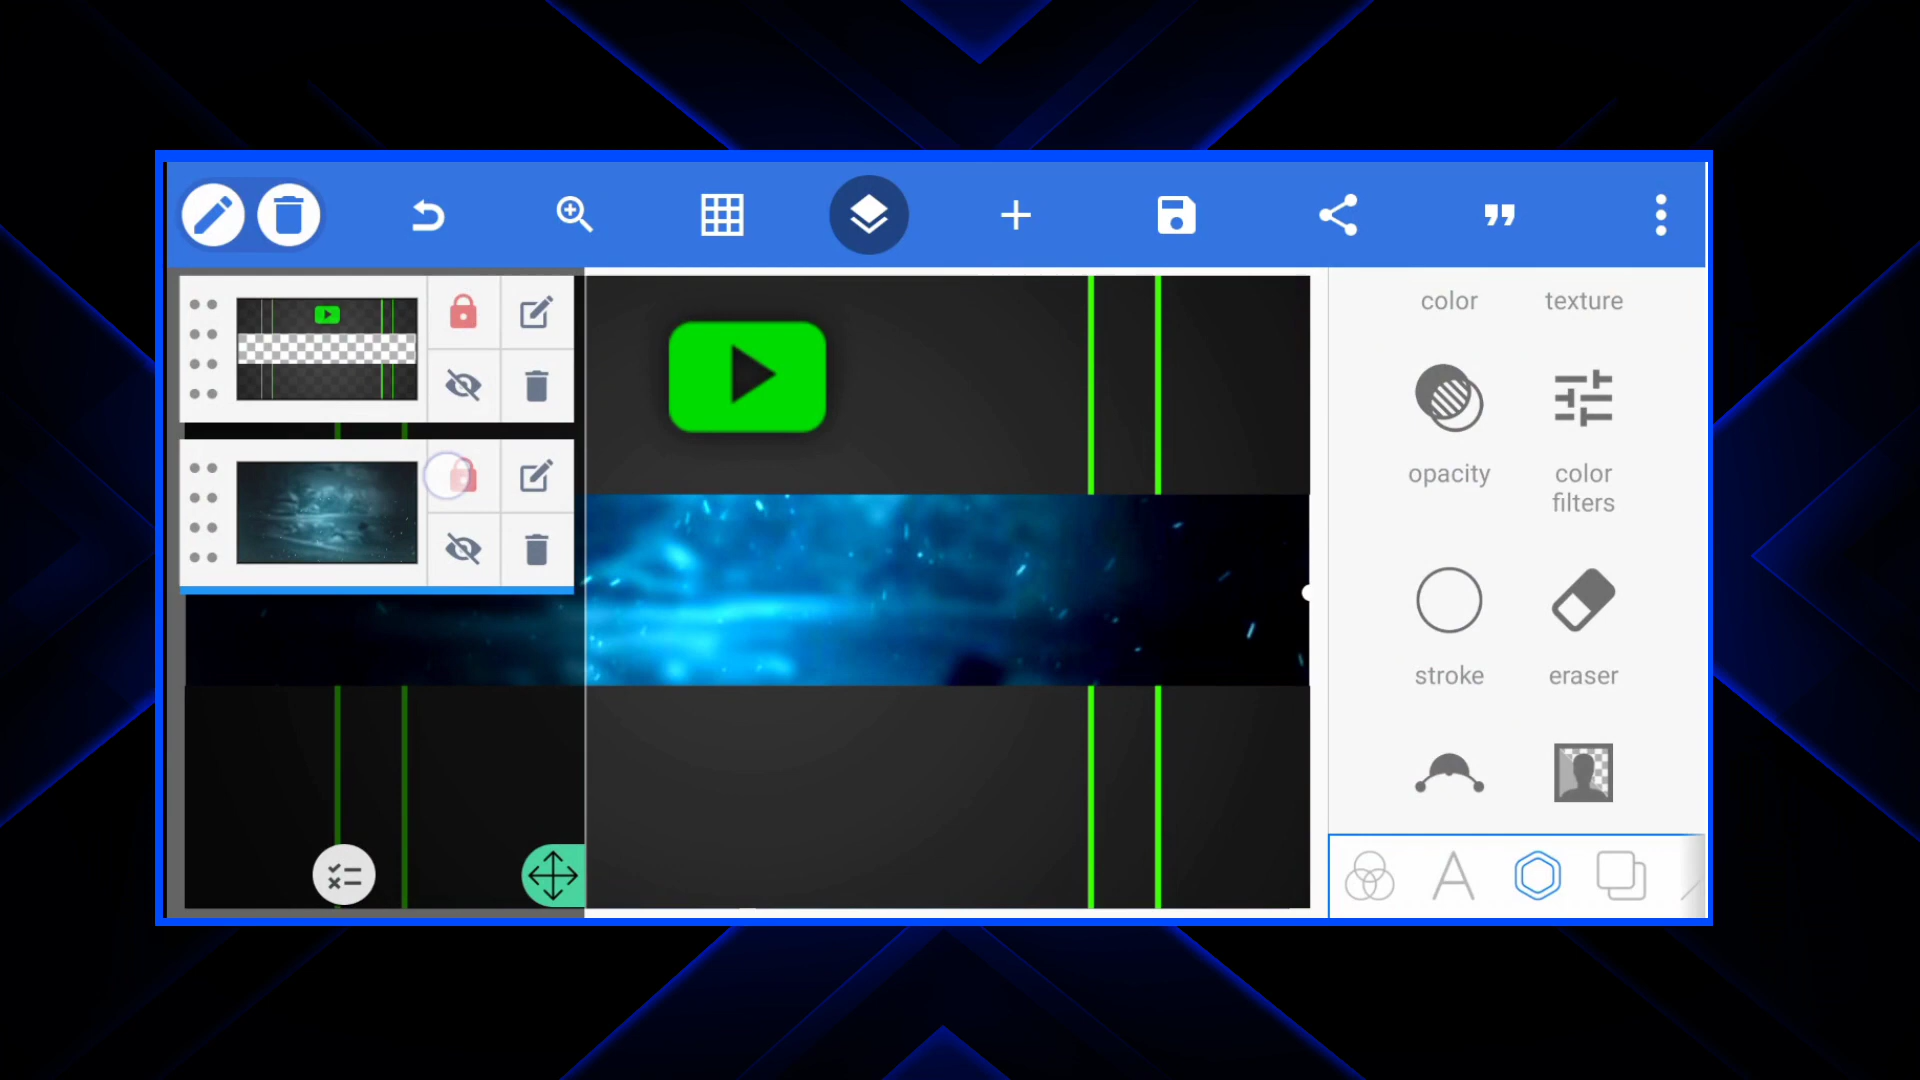 color
texture
opacity
color
filters
stroke
eraser